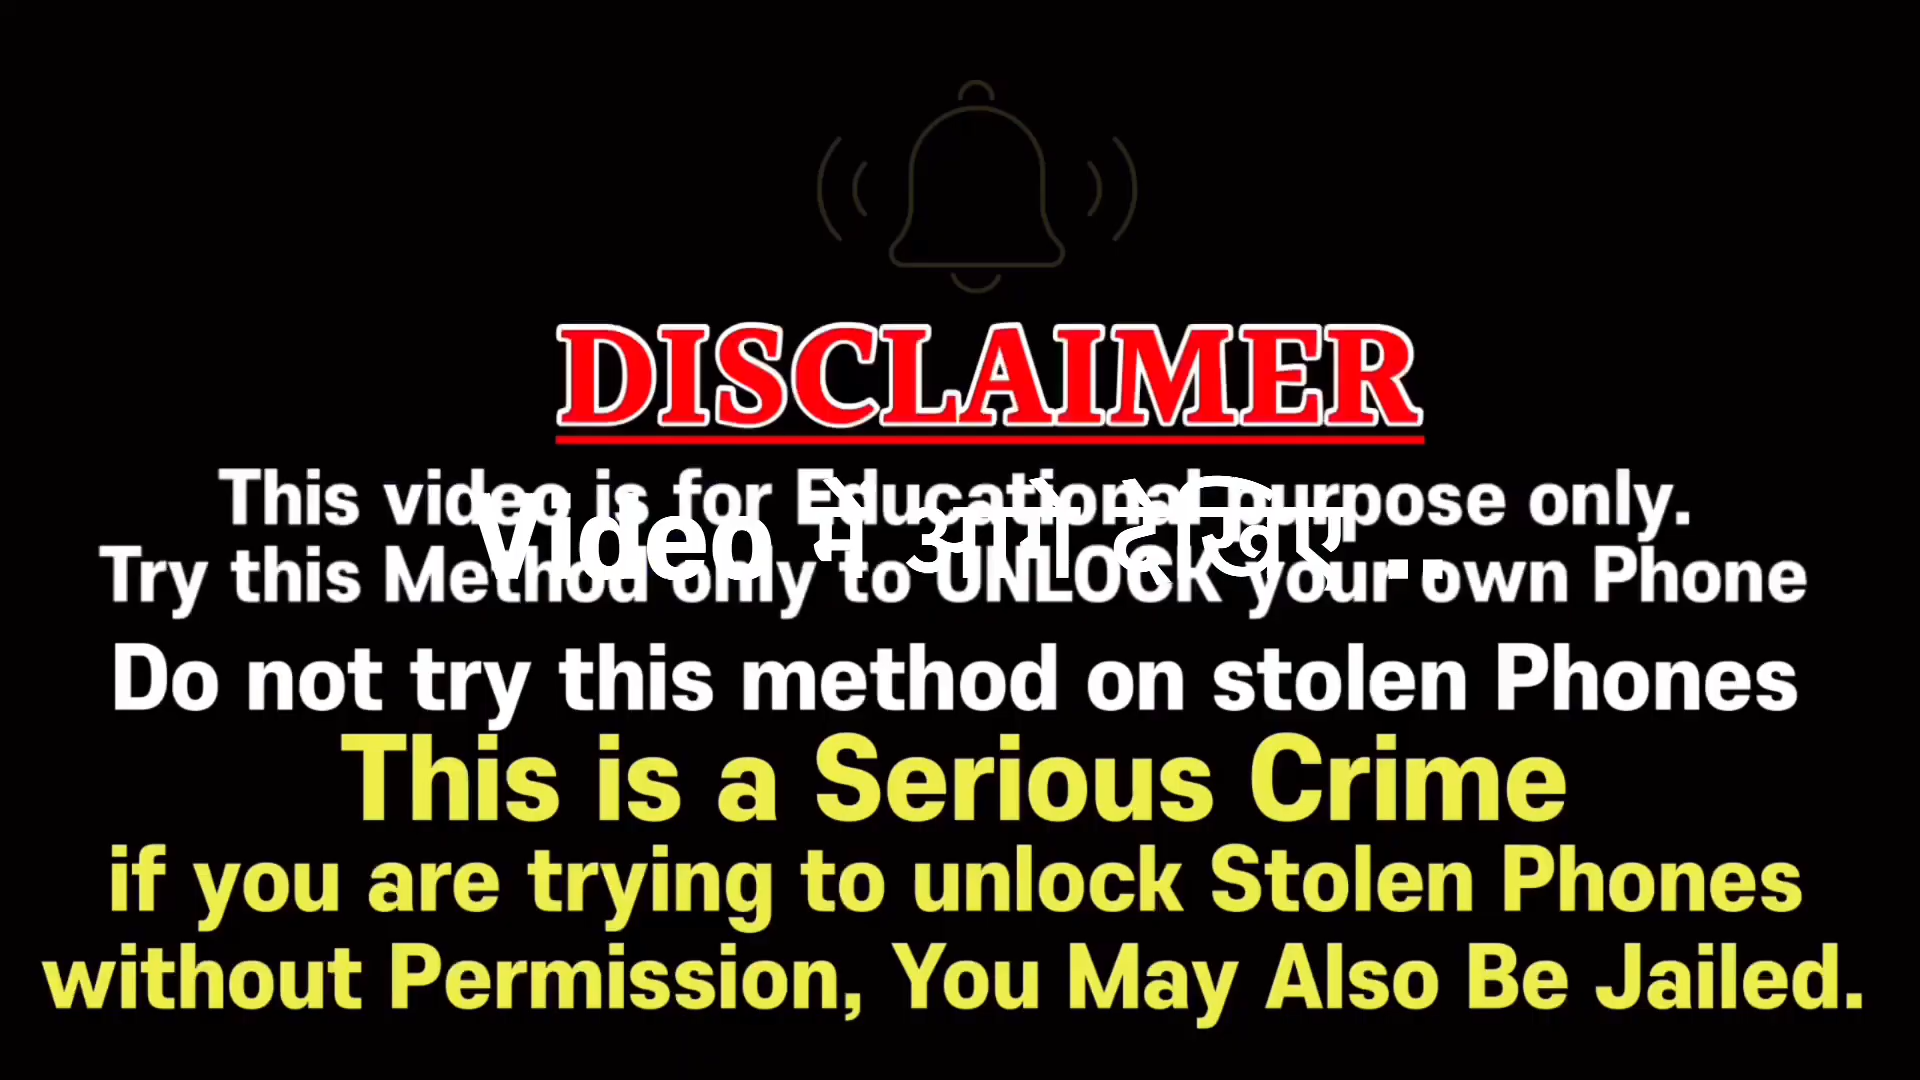 DISCLAIMER
This video is for Educational purpose only.
Video में आगे देखिए ..
Try this Method only to UNLOCK your own Phone
Do not try this method on stolen Phones
This is a Serious Crime
if you are trying to unlock Stolen Phones
without Permission, You May Also Be Jailed.